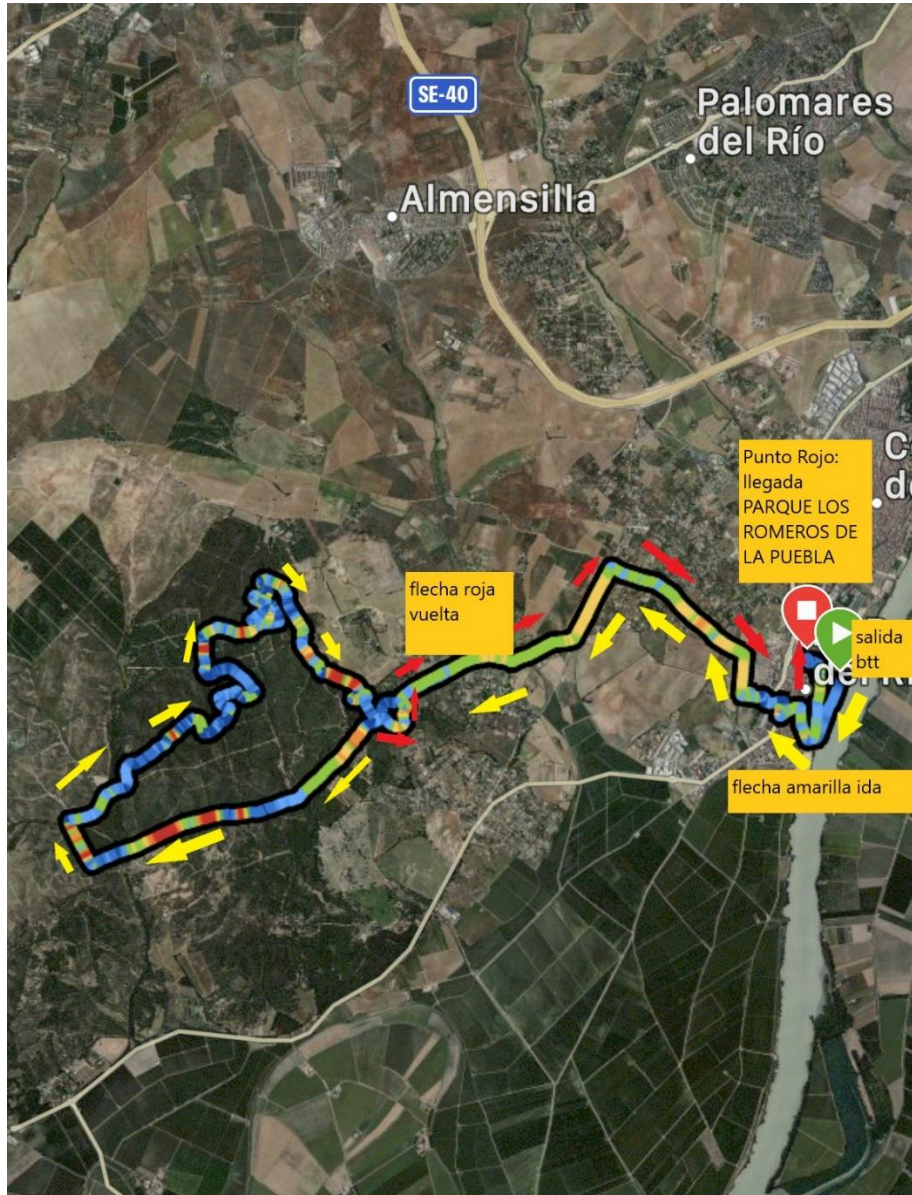 SE-40
Palomares
del Río
Almensilla
Punto Rojo:
llegada
PARQUE LOS
ROMEROS DE
LA PUEBLA
flecha roja
vuelta
salida
btt
flecha amarilla ida